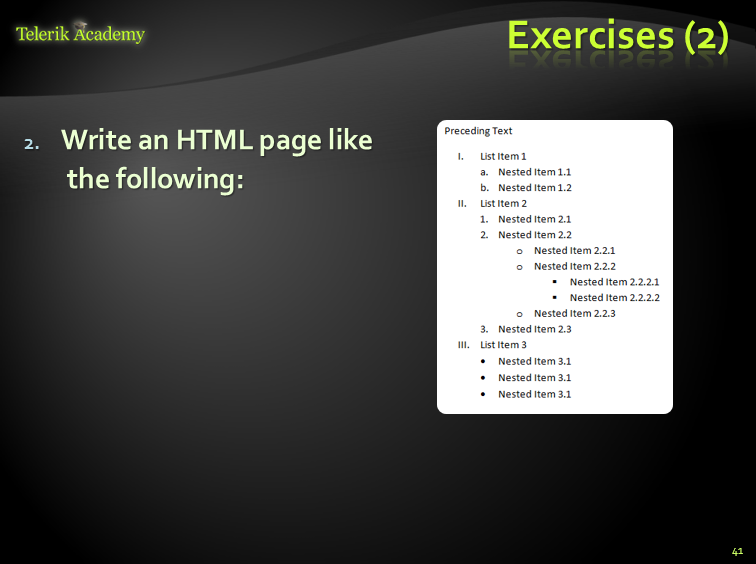 Telerik Academy
Exercises (2)
2. Write an HTML page like
the following:
Preceding Text
I. List Item 1
a. Nested Item 1.1
b. Nested Item 1.2
II. List Item 2
1. Nested Item 2.1
2. Nested Item 2.2
o Nested Item 2.2.1
o Nested Item 2.2.2
▪ Nested Item 2.2.2.1
▪ Nested Item 2.2.2.2
o Nested Item 2.2.3
3. Nested Item 2.3
III. List Item 3
• Nested Item 3.1
• Nested Item 3.1
• Nested Item 3.1
41